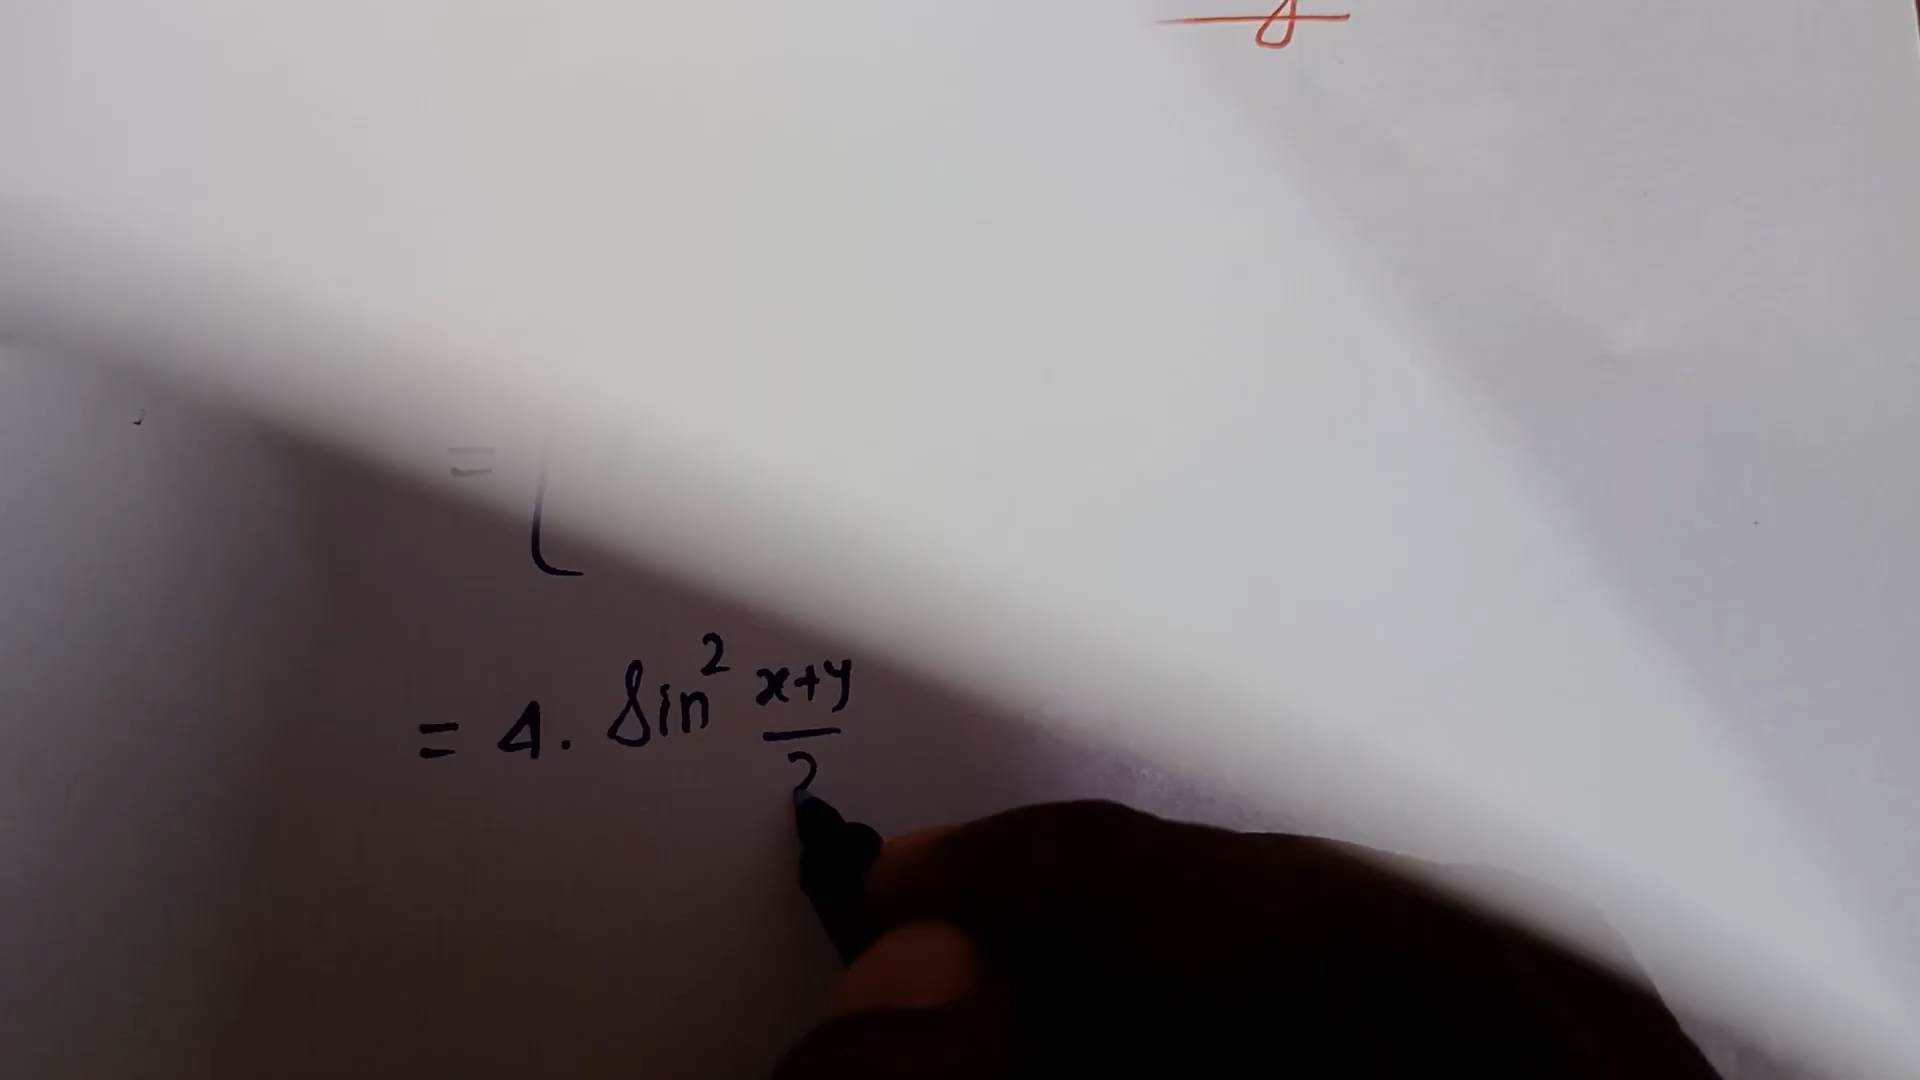 y
= (
= 4. Sin² x+y/2